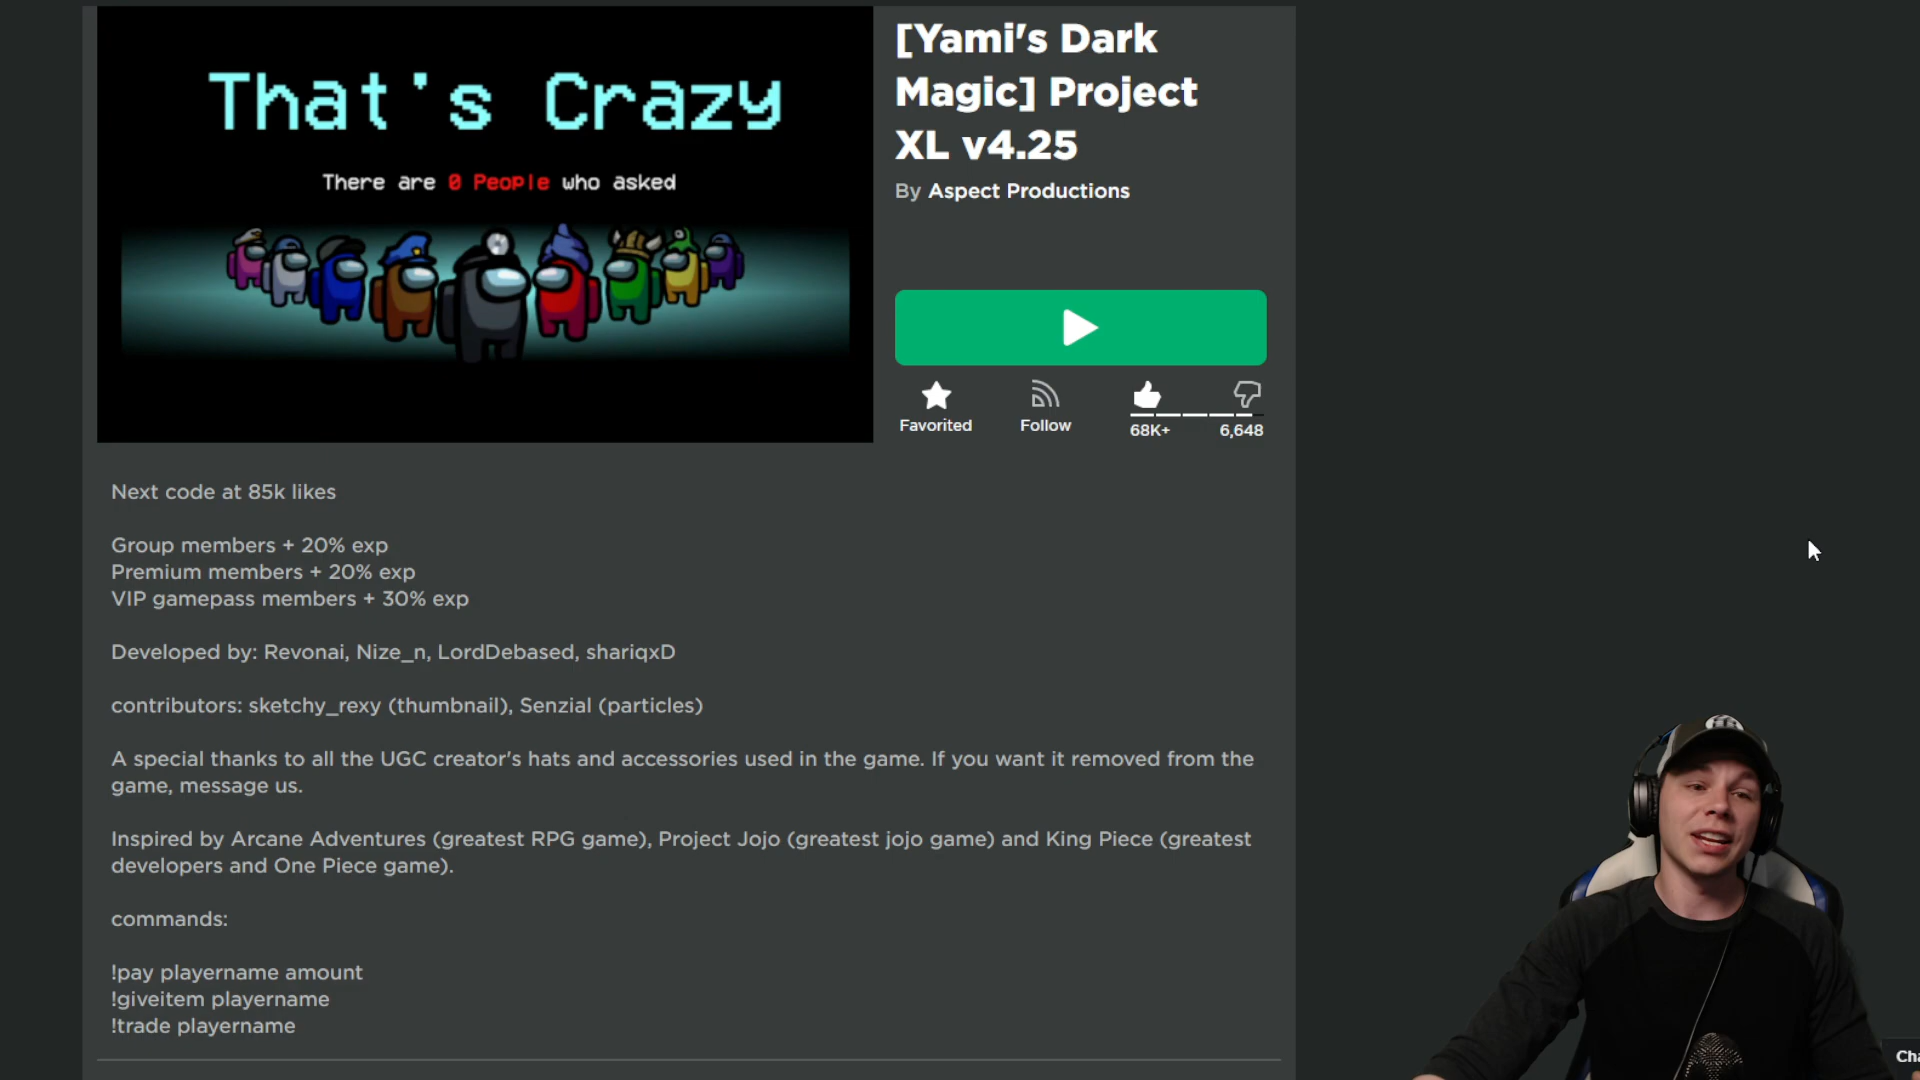 That's Crazy
There are 0 People who asked
[Yami's Dark
Magic] Project
XL v4.25
By Aspect Productions
Favorited
Follow
68K+
6,648
Next code at 85k likes
Group members + 20% exp
Premium members + 20% exp
VIP gamepass members + 30% exp
Developed by: Revonai, Nize_n, LordDebased, shariqxD
contributors: sketchy_rexy (thumbnail), Senzial (particles)
A special thanks to all the UGC creator's hats and accessories used in the game. If you want it removed from the
game, message us.
Inspired by Arcane Adventures (greatest RPG game), Project Jojo (greatest jojo game) and King Piece (greatest
developers and One Piece game).
commands:
!pay playername amount
!giveitem playername
!trade playername